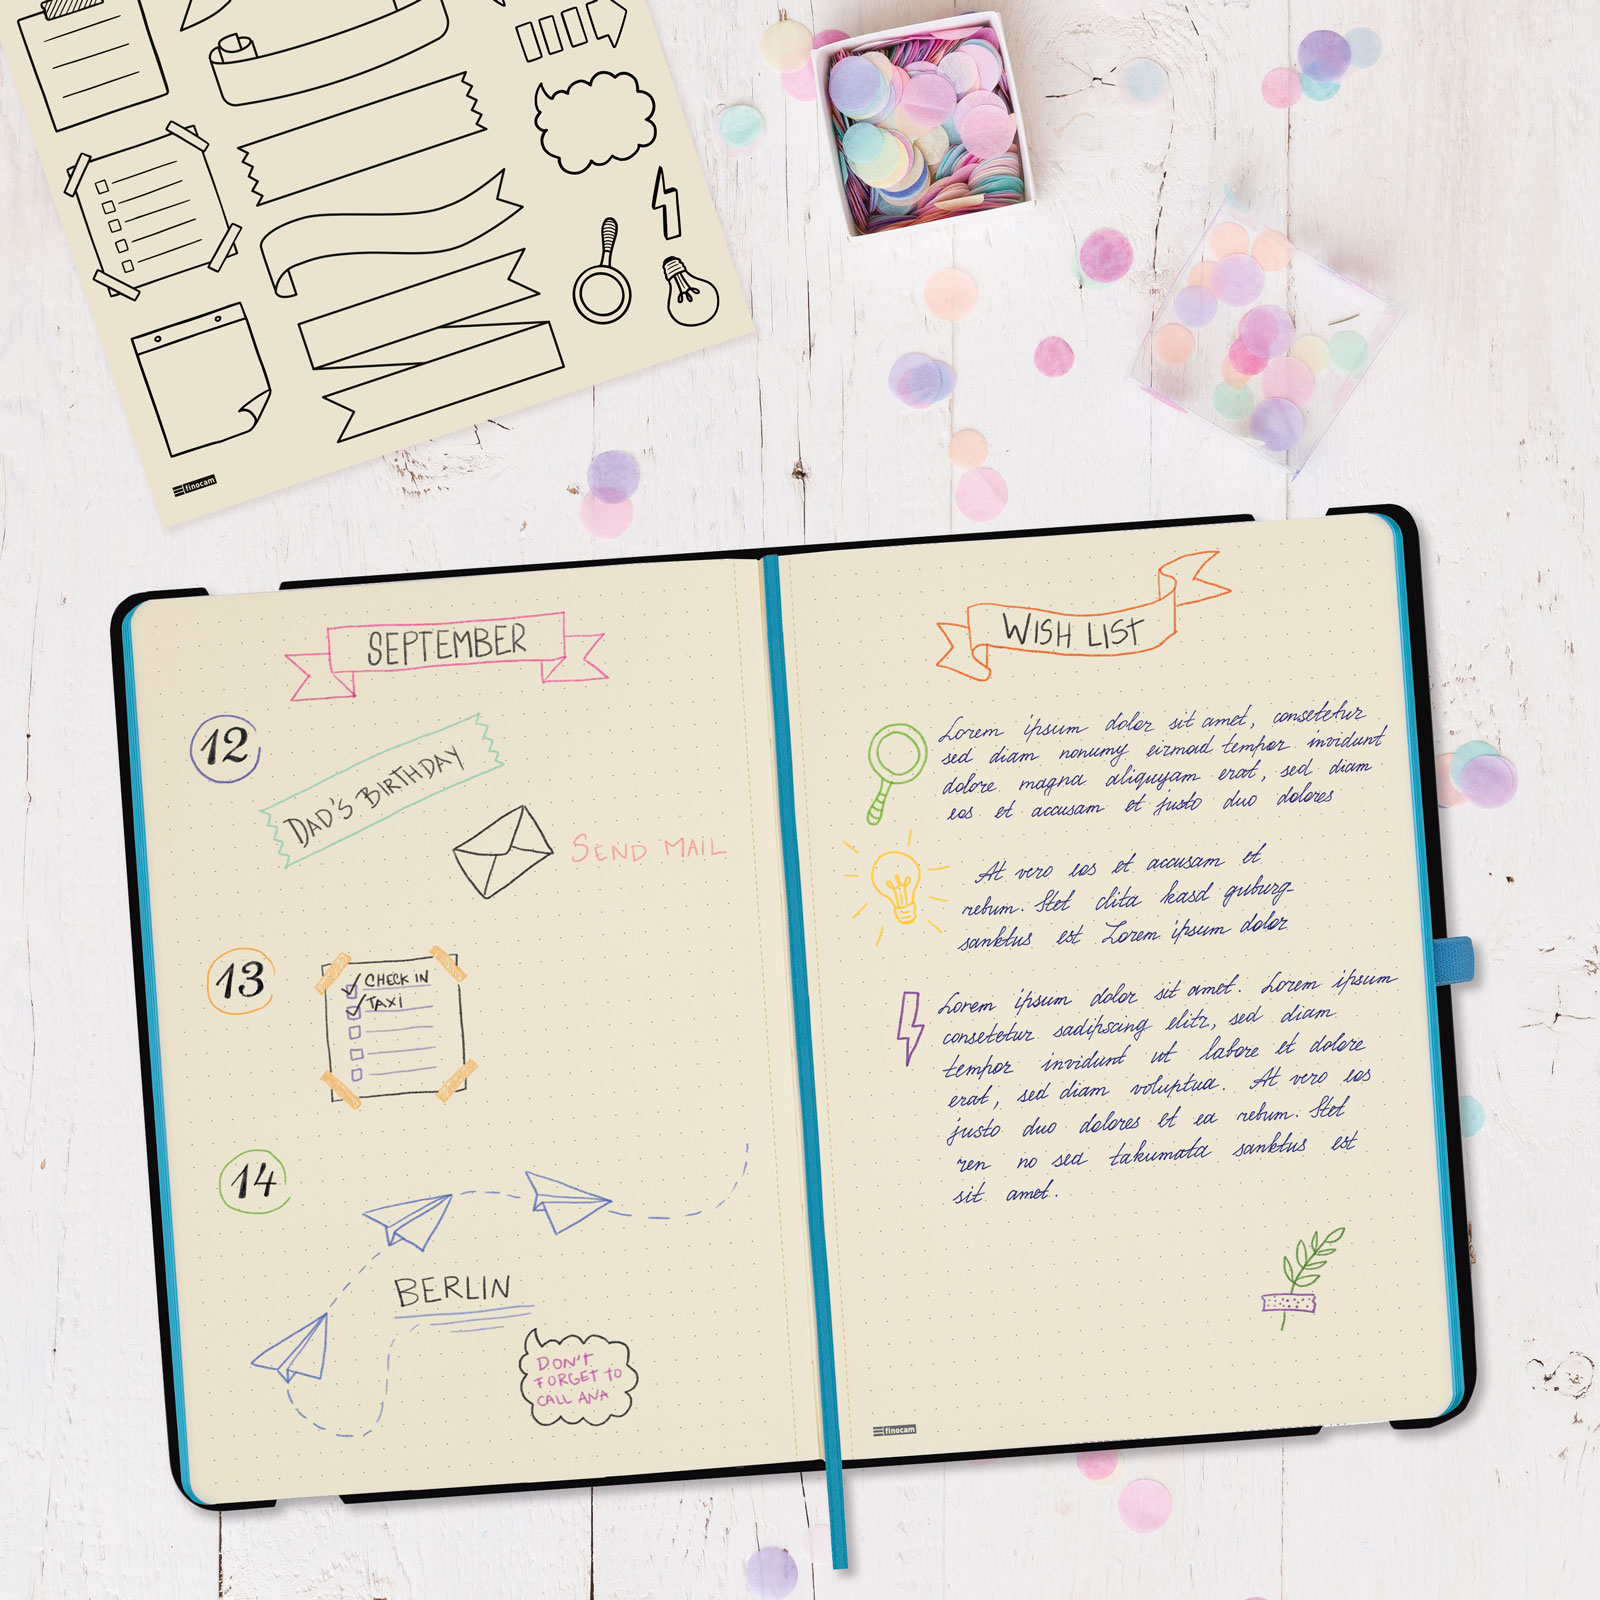 finocam
SEPTEMBER
12
DAD'S BIRTHDAY
SEND MAIL
13
CHECK IN
TAXI
14
BERLIN
DON'T
FORGET TO
CALL ANA
WISH LIST
Lorem ipsum dolor sit amet, consetetur
sed diam nonumy eirmod tempor invidunt
dolore magna aliquyam erat, sed diam
eos et accusam et justo duo dolores
At vero eos et accusam et
rebum. Stet clita kasd guburg-
sanktus est Lorem ipsum dolor
Lorem ipsum dolor sit amet. Lorem ipsum
consetetur sadipscing elitr, sed diam
tempor invidunt ut labore et dolore
erat, sed diam voluptua. At vero eos
justo duo dolores et ea rebum. Stet
ren no sea takumata sanktus est
sit amet.
finocam